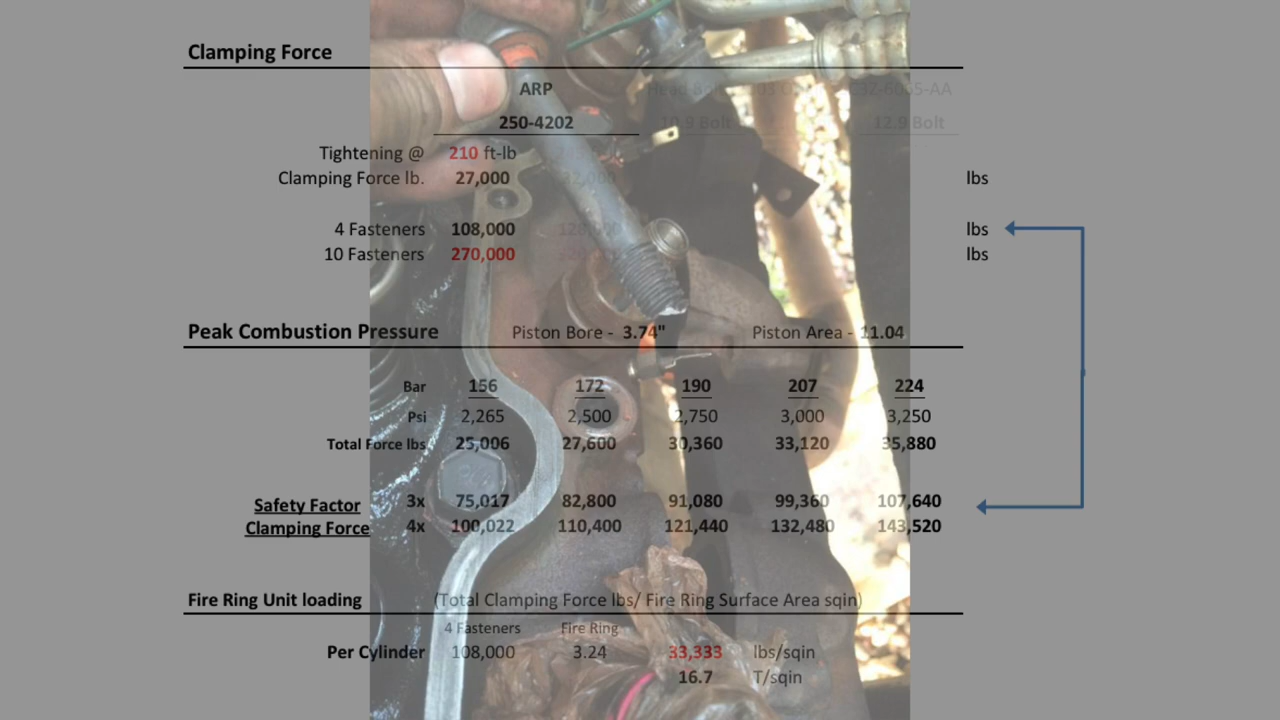 Clamping Force
ARP Head Bolt
250-4202 10.9 Bolt 12.9 Bolt
Tightening @ 210 ft-lb
Clamping Force lb. 27,000 lbs
4 Fasteners 108,000 lbs
10 Fasteners 270,000 lbs
Peak Combustion Pressure Piston Bore - 3.74" Piston Area - 11.04
Bar 156 172 190 207 224
Psi 2,265 2,500 2,750 3,000 3,250
Total Force lbs 25,006 27,600 30,360 33,120 35,880
Safety Factor 3x 75,017 82,800 91,080 99,360 107,640
Clamping Force 4x 100,022 110,400 121,440 132,480 143,520
Fire Ring Unit loading (Total Clamping Force lbs/ Fire Ring Surface Area sqin)
4 Fasteners Fire Ring
Per Cylinder 108,000 3.24 33,333 lbs/sqin
16.7 T/sqin